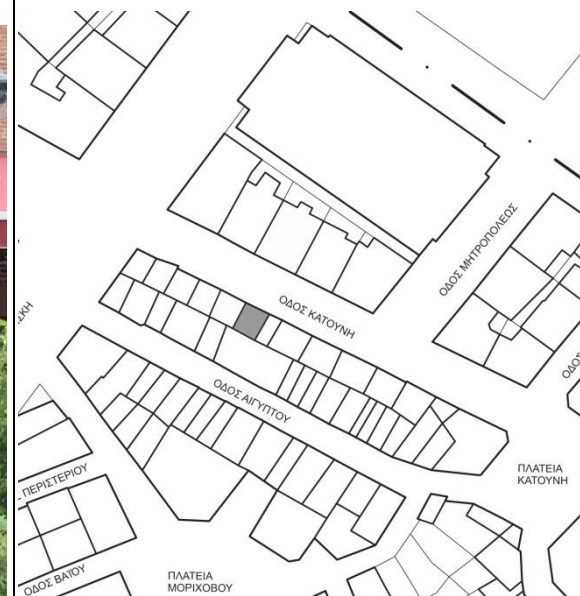 ΟΔΟΣ ΜΗΤΡΟΠΟΛΕΩΣ
ΟΔΟΣ ΚΑΤΟΥΝΗ
ΟΔΟΣ ΑΙΓΥΠΤΟΥ
ΠΛΑΤΕΙΑ
ΚΑΤΟΥΝΗ
ΠΕΡΙΣΤΕΡΙΟΥ
ΟΔΟΣ ΒΑΪΟΥ
ΠΛΑΤΕΙΑ
ΜΟΡΙΧΟΒΟΥ